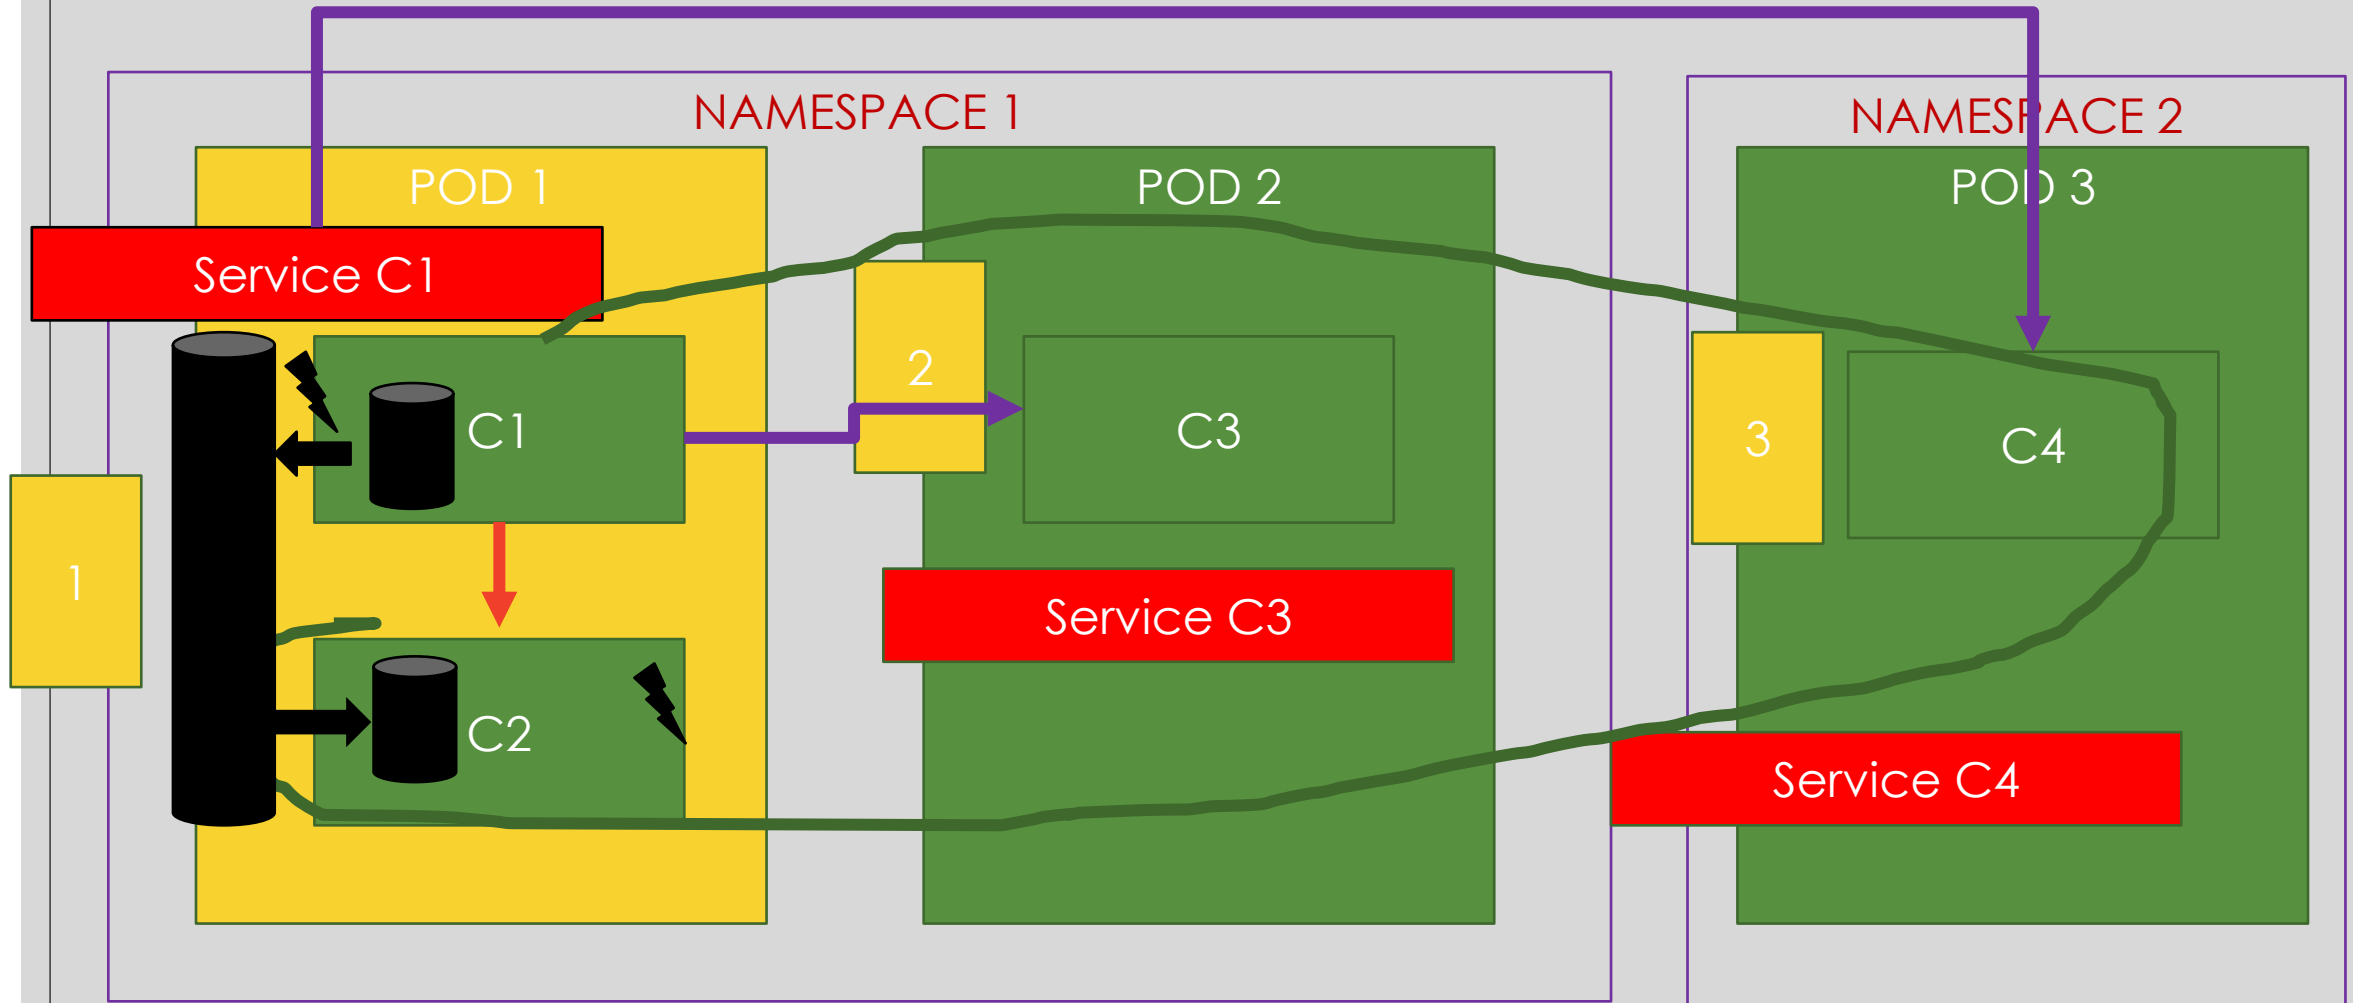 NAMESPACE 1
NAMESPACE 2
POD 1
POD 2
POD 3
Service C1
2
C1
C3
3
C4
1
Service C3
C2
Service C4